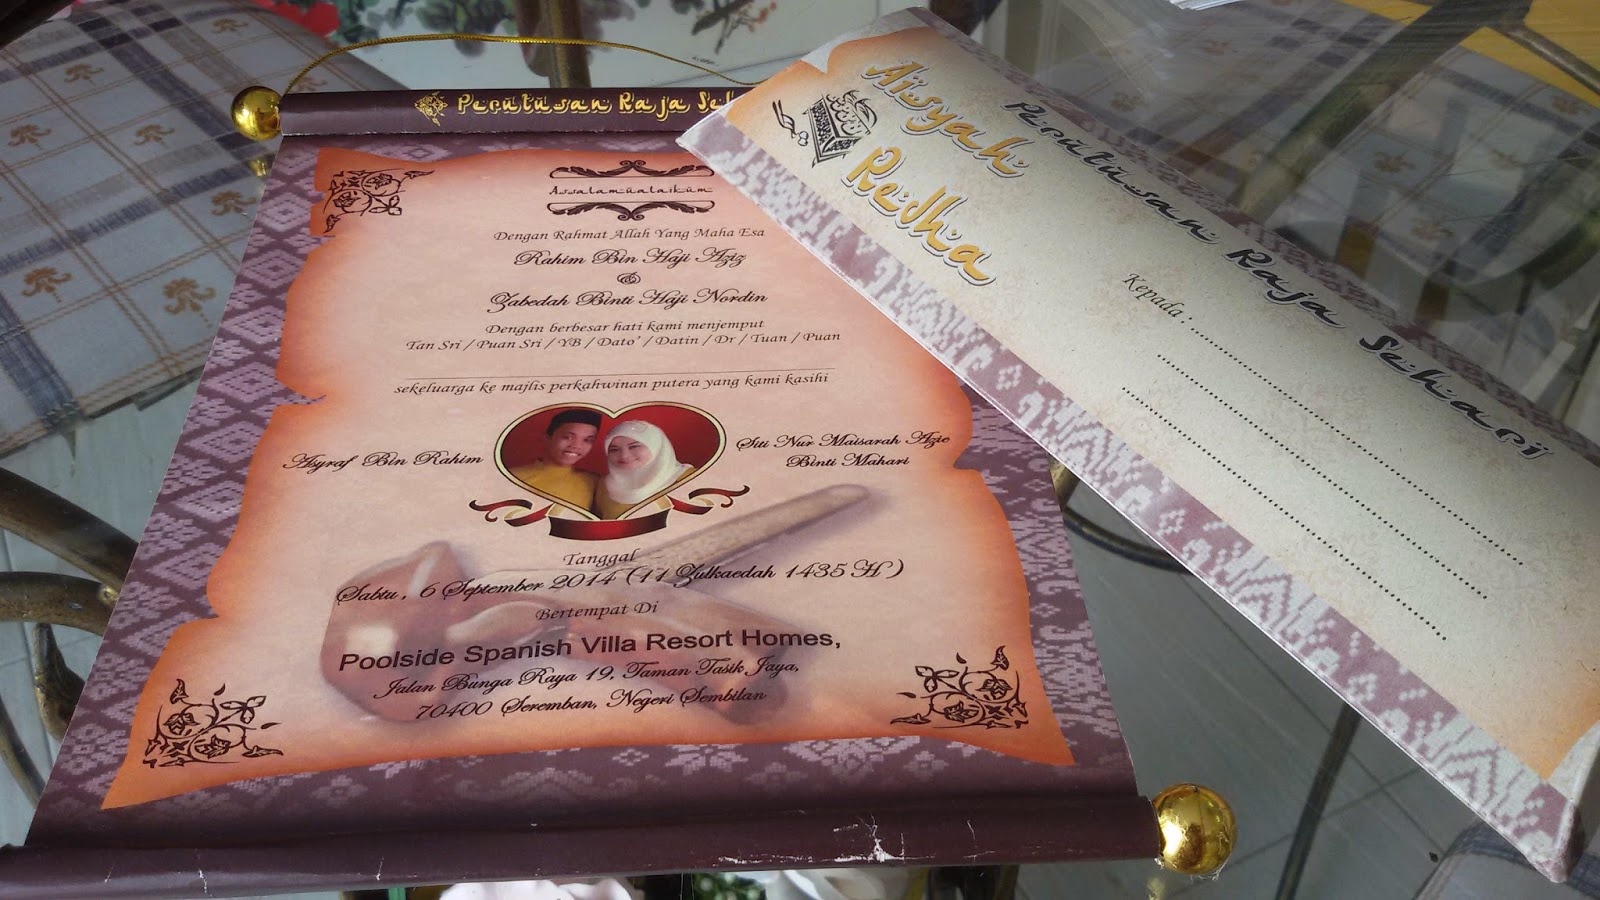 Perutusan Raja
Assalamualaikum
Dengan Rahmat Allah Yang Maha Esa
Rahim Bin Haji Aziz
&
Zabedah Binti Haji Nordin
Dengan berbesar hati kami menjemput
Tan Sri / Puan Sri / YB / Dato' / Datin / Dr / Tuan / Puan
sekeluarga ke majlis perkahwinan putera yang kami kasihi
Asyraf Bin Rahim
Siti Nur Maisarah Azie
Binti Mahari
Tanggal
Sabtu , 6 September 2014 (11 Zulkaedah 1435 H )
Bertempat Di
Poolside Spanish Villa Resort Homes,
Jalan Bunga Raya 19, Taman Tasik Jaya,
70400 Seremban, Negeri Sembilan
Aisyah
Redha
Perutusan Raja Sehari
Kepada :